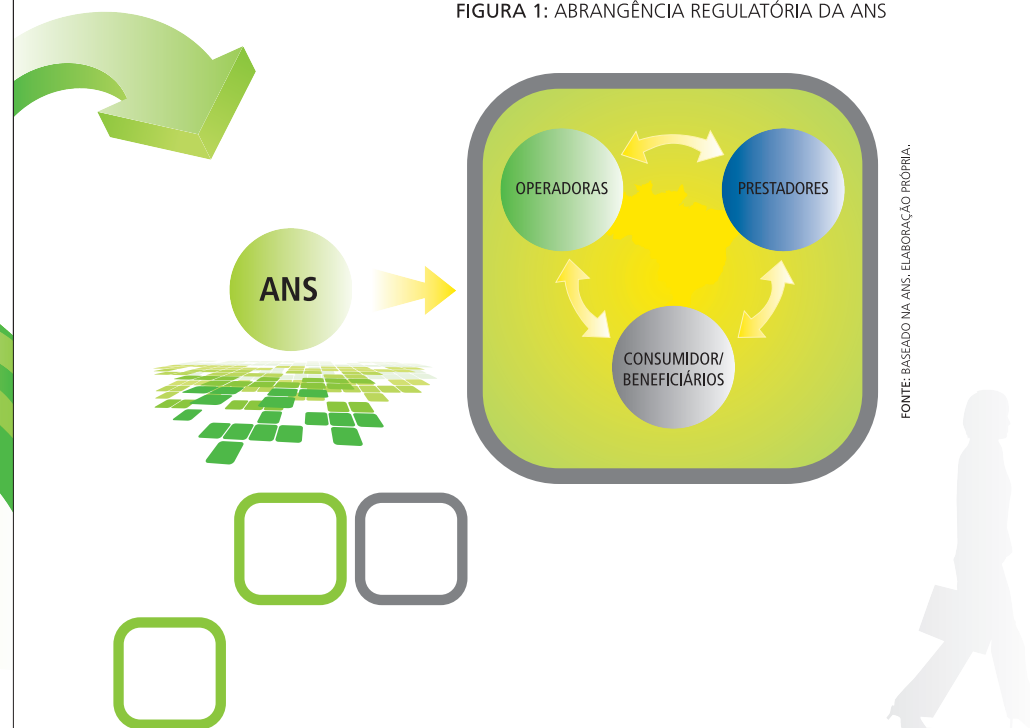 FIGURA 1: ABRANGÊNCIA REGULATÓRIA DA ANS
OPERADORAS
PRESTADORES
ANS
CONSUMIDOR/
BENEFICIÁRIOS
FONTE: BASEADO NA ANS. ELABORAÇÃO PRÓPRIA.